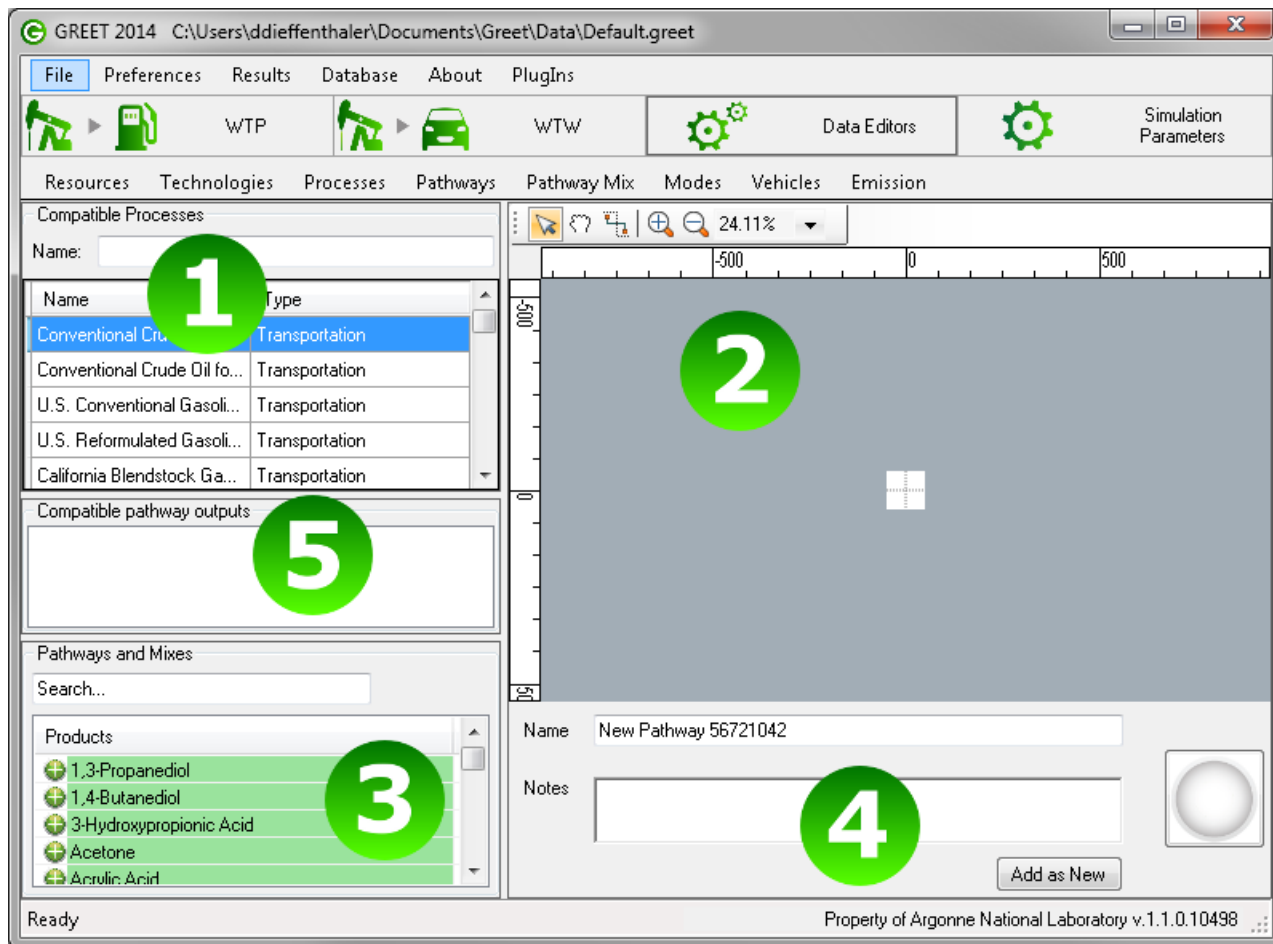 GREET 2014 C:\Users\ddieffenthaler\Documents\Greet\Data\Default.greet
File Preferences Results Database About PlugIns
WTP
WTW
Data Editors
Simulation
Parameters
Resources Technologies Processes Pathways Pathway Mix Modes Vehicles Emission
Compatible Processes
Name:
1
Name Type
Conventional Transportation
Conventional Crude Oil fo... Transportation
U.S. Conventional Gasoli... Transportation
U.S. Reformulated Gasoli... Transportation
California Blendstock Ga... Transportation
Compatible pathway outputs
5
Pathways and Mixes
Search...
Products
1,3-Propanediol
1,4-Butanediol
3-Hydroxypropionic Acid
Acetone
Acrylic Acid
3
24.11%
-500 0 500
-500
0
2
Name New Pathway 56721042
Notes
4
Add as New
Ready
Property of Argonne National Laboratory v.1.1.0.10498